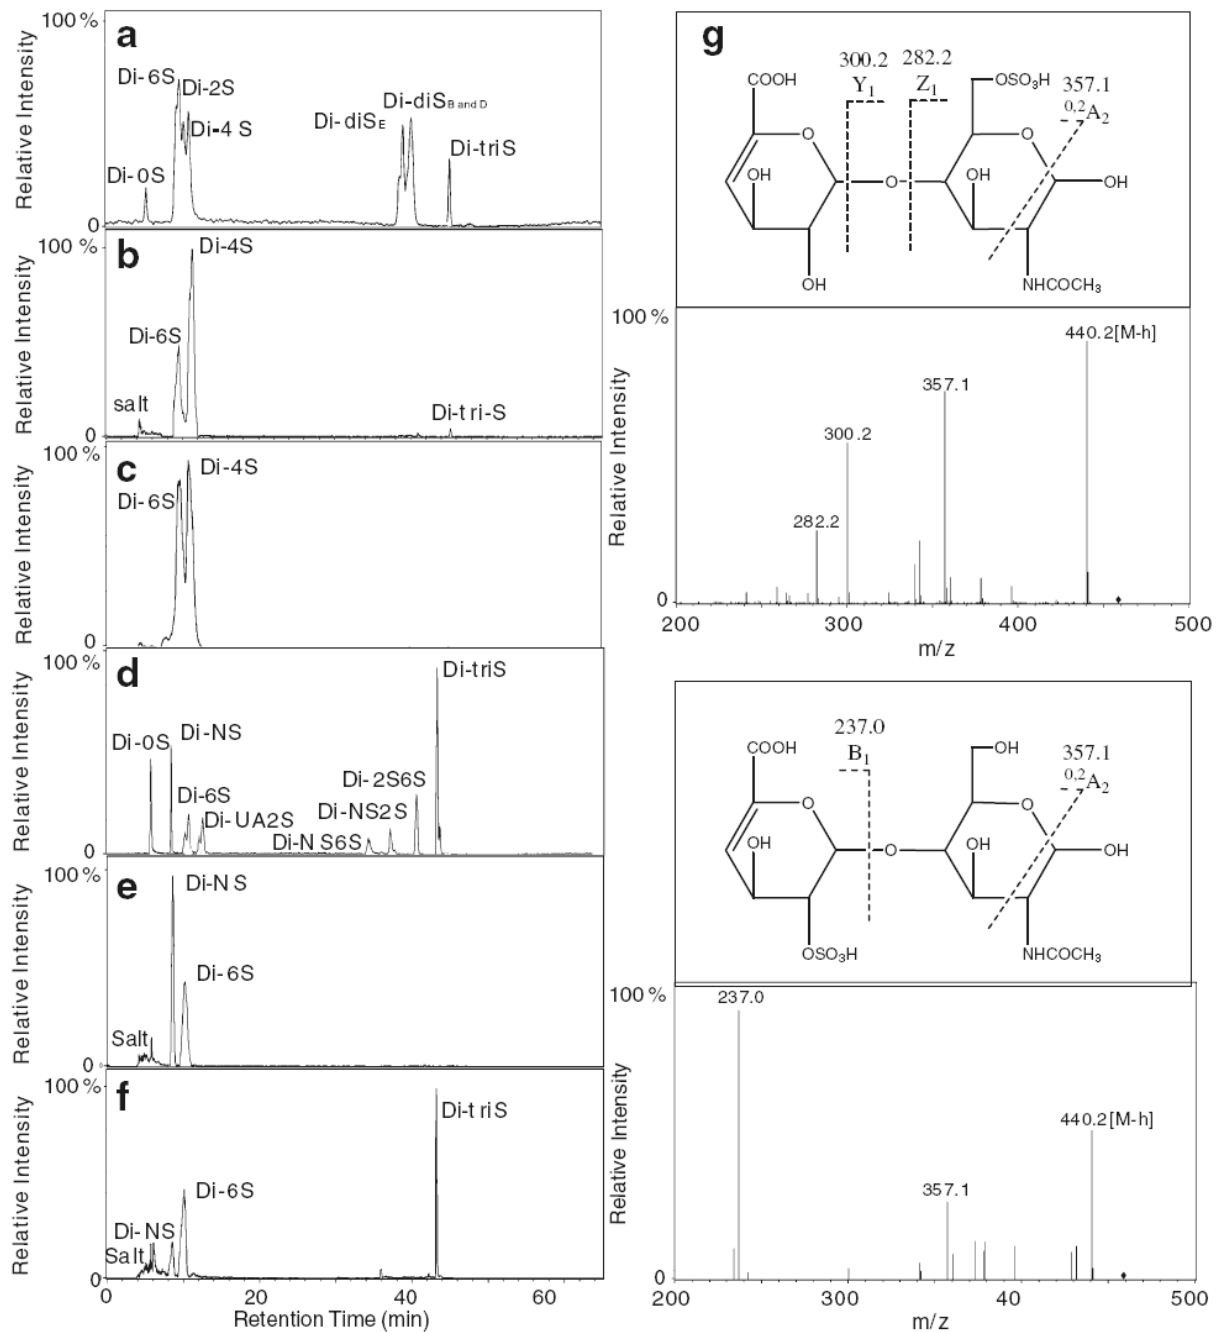 a
100 %
Relative Intensity
0
Di-0S
Di-6S
Di-2S
Di-4 S
Di-diSE
Di-diSB and D
Di-triS
b
100 %
Relative Intensity
0
salt
Di-6S
Di-4S
Di-tri-S
c
100 %
Relative Intensity
0
Di-6S
Di-4S
d
100 %
Relative Intensity
0
Di-0S
Di-NS
Di-6S
Di-UA2S
Di-N S6S
Di-NS2S
Di-2S6S
Di-triS
e
100 %
Relative Intensity
0
Salt
Di-N S
Di-6S
f
100 %
Relative Intensity
0
Salt
Di-NS
Di-6S
Di-triS
0 20 40 60
Retention Time (min)
g
300.2
Y1
282.2
Z1
357.1
0,2A2
COOH
OSO3H
O
O
OH
O
OH
OH
OH
NHCOCH3
100 %
Relative Intensity
0
282.2
300.2
357.1
440.2[M-h]
200 300 400 500
m/z
237.0
B1
357.1
0,2A2
COOH
OH
O
O
OH
O
OH
OH
OSO3H
NHCOCH3
100 %
Relative Intensity
0
237.0
357.1
440.2[M-h]
200 300 400 500
m/z